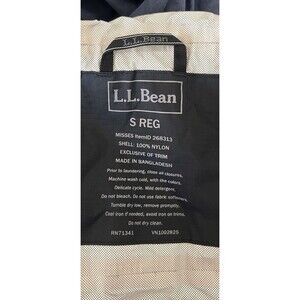 L.L.Bean
L.L.Bean
S REG
MISSES ItemID 268313
SHELL: 100% NYLON
EXCLUSIVE OF TRIM
MADE IN BANGLADESH
Prior to laundering, close all closures.
Machine wash cold, with like colors.
Delicate cycle. Mild detergent.
Do not bleach. Do not use fabric softeners.
Tumble dry low, remove promptly.
Cool iron if needed, avoid iron on trims.
Do not dry clean.
RN71341 VN1002825